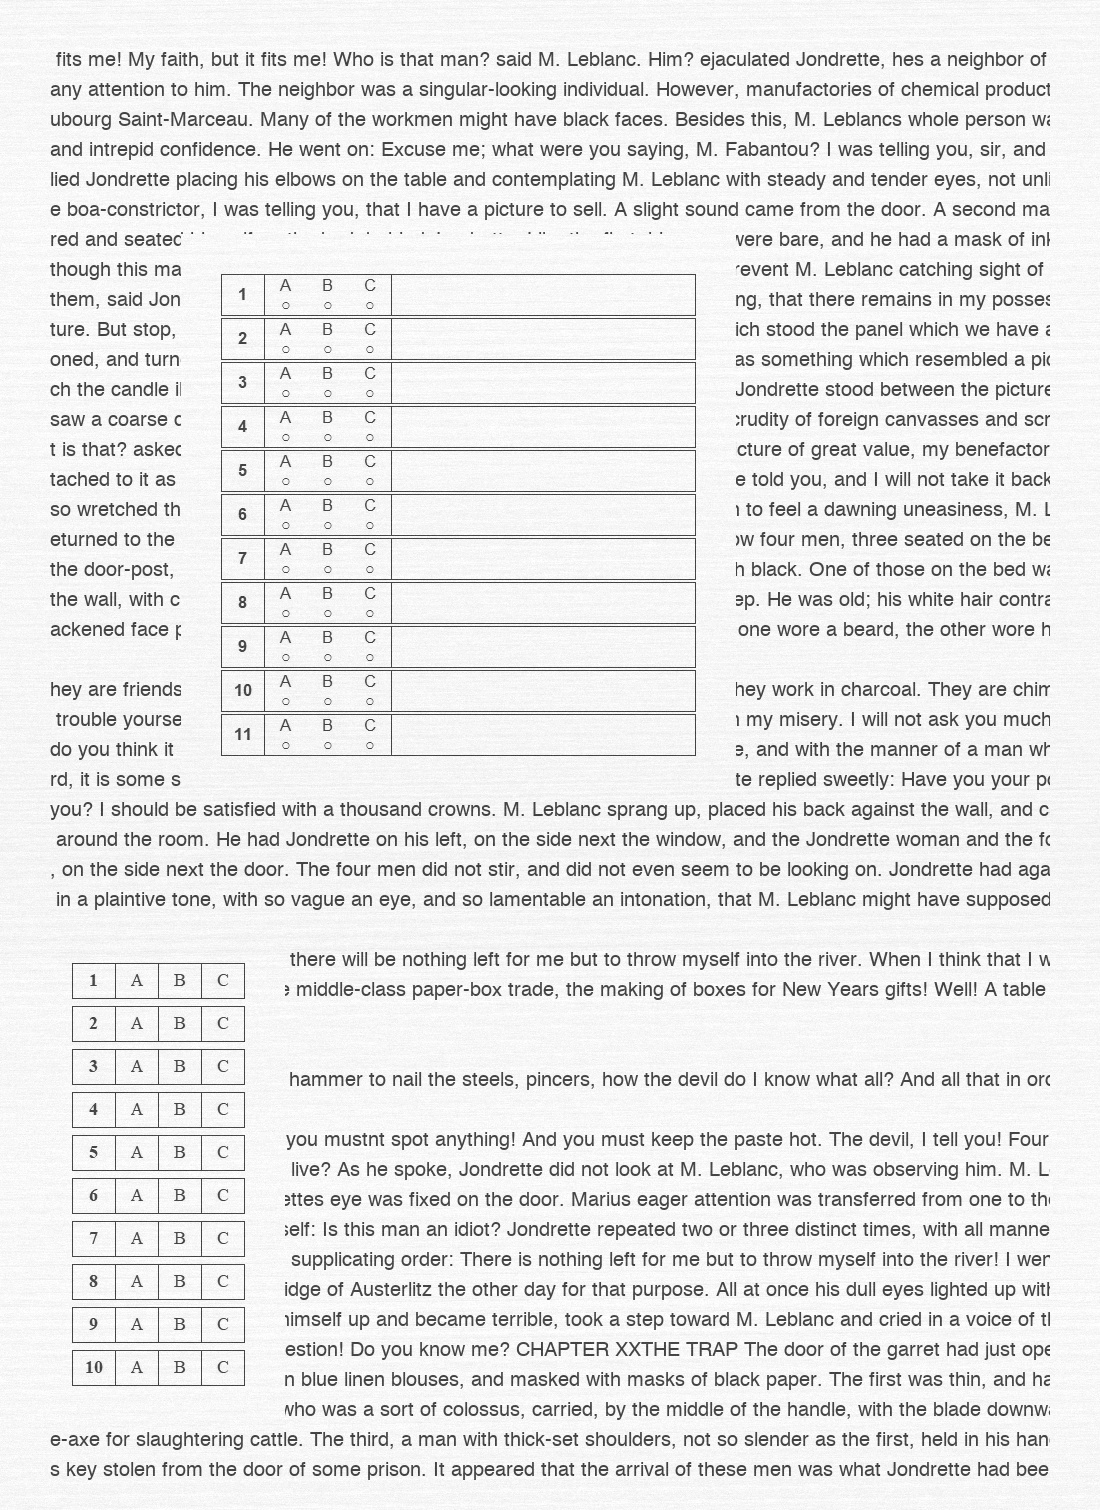 fits me! My faith, but it fits me! Who is that man? said M. Leblanc. Him? ejaculated Jondrette, hes a neighbor of
any attention to him. The neighbor was a singular-looking individual. However, manufactories of chemical product
ubourg Saint-Marceau. Many of the workmen might have black faces. Besides this, M. Leblancs whole person wa
and intrepid confidence. He went on: Excuse me; what were you saying, M. Fabantou? I was telling you, sir, and
lied Jondrette placing his elbows on the table and contemplating M. Leblanc with steady and tender eyes, not unli
e boa-constrictor, I was telling you, that I have a picture to sell. A slight sound came from the door. A second ma
red and seated
though this ma
them, said Jon
ture. But stop,
oned, and turn
ch the candle il
saw a coarse
t is that? asked
tached to it as
so wretched th
eturned to the
the door-post,
the wall, with c
ackened face
hey are friends
trouble yourse
do you think it
rd, it is some s
1 A B C
2 A B C
3 A B C
4 A B C
5 A B C
6 A B C
7 A B C
8 A B C
9 A B C
10 A B C
11 A B C
were bare, and he had a mask of ink
revent M. Leblanc catching sight of
ng, that there remains in my posses
ich stood the panel which we have a
as something which resembled a pic
Jondrette stood between the picture
crudity of foreign canvasses and scr
cture of great value, my benefactor
e told you, and I will not take it back
to feel a dawning uneasiness, M. L
ow four men, three seated on the be
h black. One of those on the bed wa
ep. He was old; his white hair contra
one wore a beard, the other wore h
hey work in charcoal. They are chim
my misery. I will not ask you much
e, and with the manner of a man wh
te replied sweetly: Have you your po
you? I should be satisfied with a thousand crowns. M. Leblanc sprang up, placed his back against the wall, and c
around the room. He had Jondrette on his left, on the side next the window, and the Jondrette woman and the fo
, on the side next the door. The four men did not stir, and did not even seem to be looking on. Jondrette had aga
in a plaintive tone, with so vague an eye, and so lamentable an intonation, that M. Leblanc might have supposed
1 A B C
2 A B C
3 A B C
4 A B C
5 A B C
6 A B C
7 A B C
8 A B C
9 A B C
10 A B C
there will be nothing left for me but to throw myself into the river. When I think that I w
e middle-class paper-box trade, the making of boxes for New Years gifts! Well! A table
hammer to nail the steels, pincers, how the devil do I know what all? And all that in orc
you mustnt spot anything! And you must keep the paste hot. The devil, I tell you! Four
live? As he spoke, Jondrette did not look at M. Leblanc, who was observing him. M. L
ettes eye was fixed on the door. Marius eager attention was transferred from one to the
self: Is this man an idiot? Jondrette repeated two or three distinct times, with all manne
supplicating order: There is nothing left for me but to throw myself into the river! I wen
idge of Austerlitz the other day for that purpose. All at once his dull eyes lighted up with
himself up and became terrible, took a step toward M. Leblanc and cried in a voice of th
estion! Do you know me? CHAPTER XXTHE TRAP The door of the garret had just ope
n blue linen blouses, and masked with masks of black paper. The first was thin, and ha
who was a sort of colossus, carried, by the middle of the handle, with the blade downwa
e-axe for slaughtering cattle. The third, a man with thick-set shoulders, not so slender as the first, held in his han
s key stolen from the door of some prison. It appeared that the arrival of these men was what Jondrette had bee